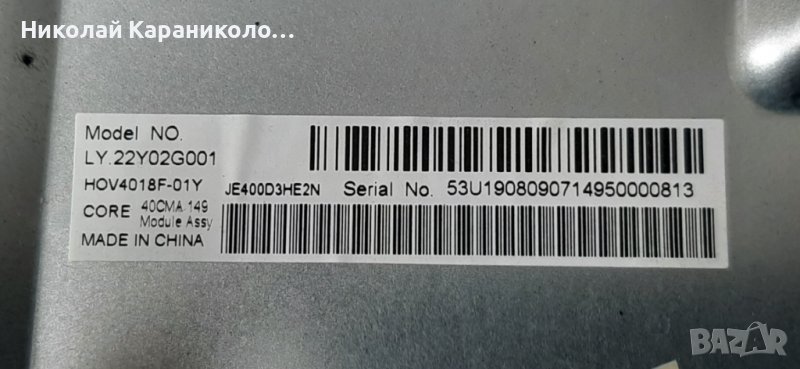 Николай Караниколо...
Model NO.
LY.22Y02G001
HOV4018F-01Y JE400D3HE2N Serial No. 53U1908090714950000813
CORE 40CMA 149 Module Assy
MADE IN CHINA
BAZAR